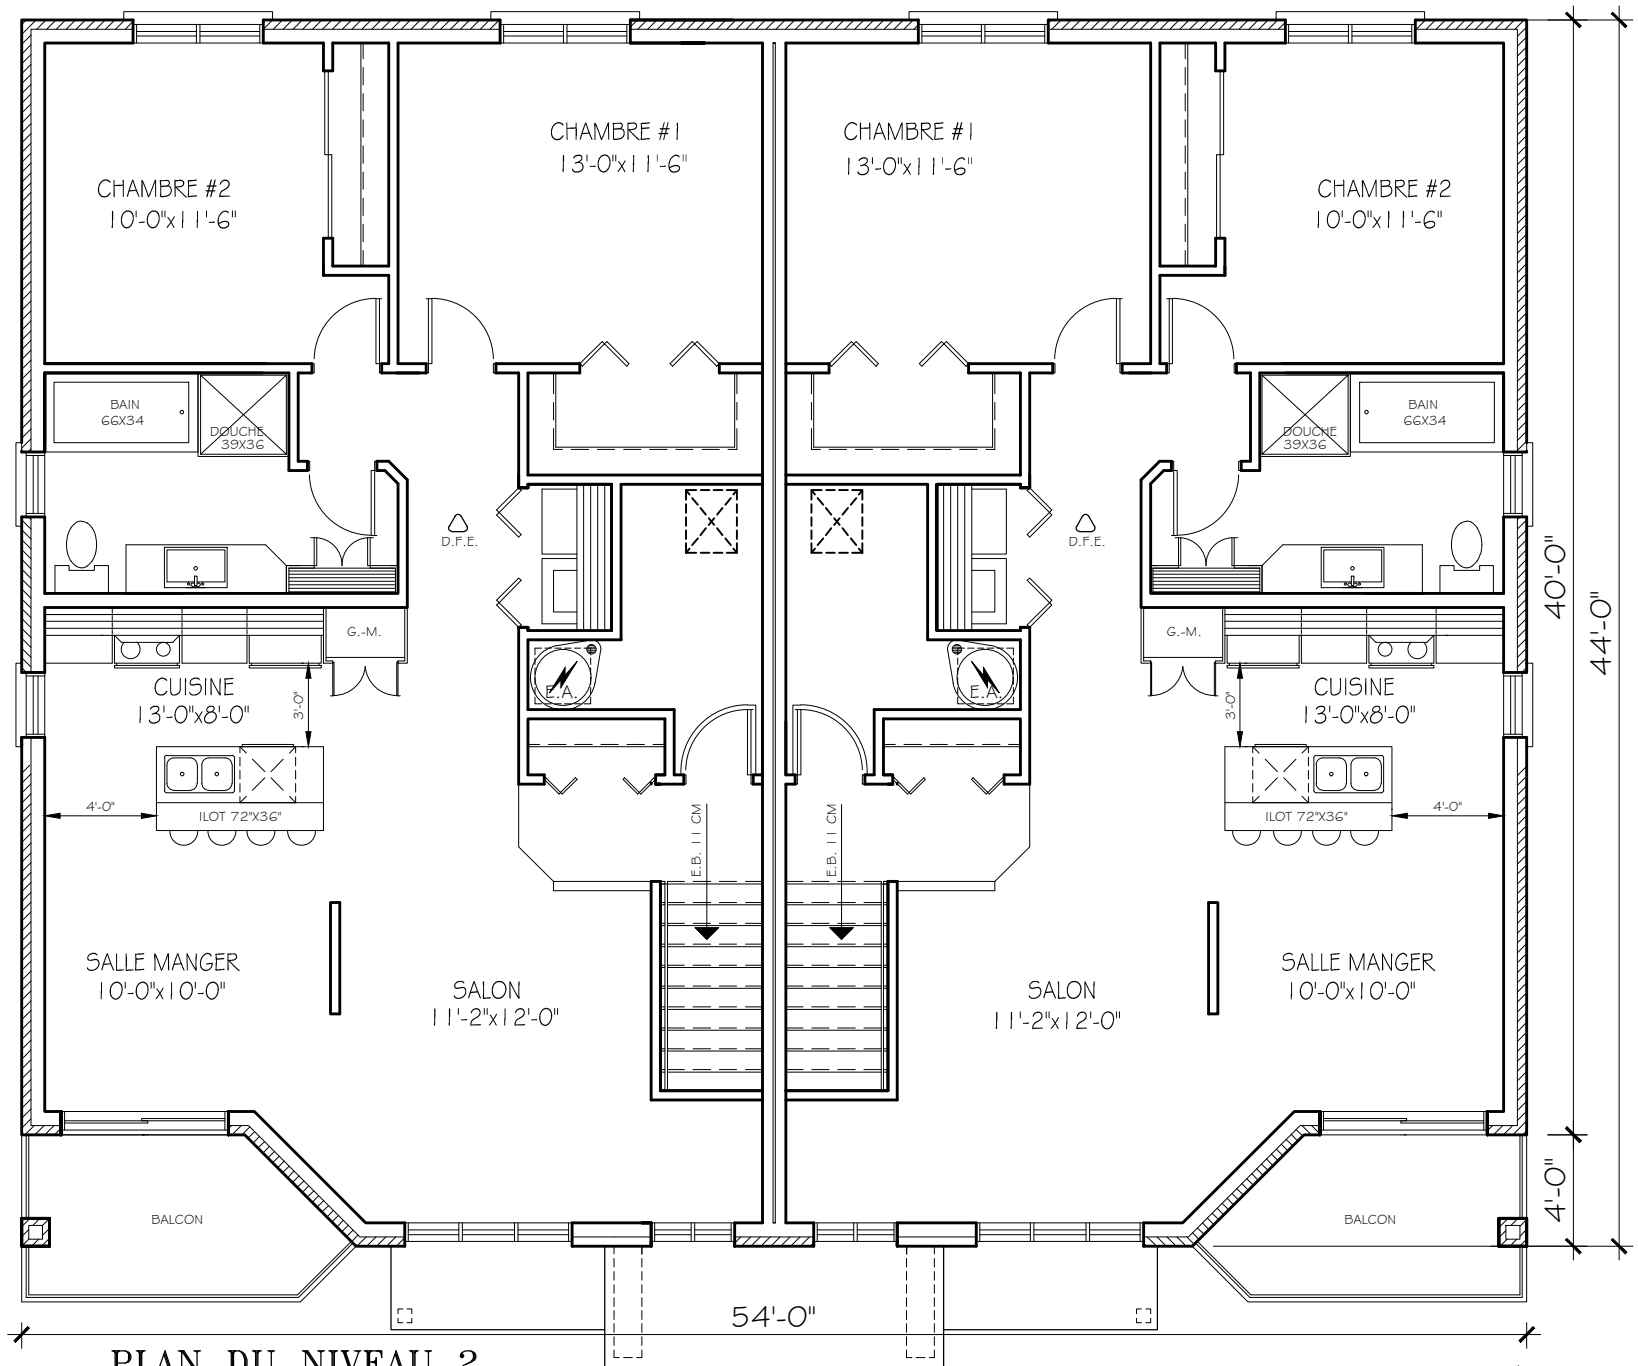 CHAMBRE #1
13'-0"x11'-6"
CHAMBRE #1
13'-0"x11'-6"
CHAMBRE #2
10'-0"x11'-6"
CHAMBRE #2
10'-0"x11'-6"
BAIN
66X34
DOUCHE
39X36
DOUCHE
39X36
BAIN
66X34
D.F.E.
D.F.E.
40'-0"
44'-0"
G.-M.
G.-M.
CUISINE
13'-0"x8'-0"
3'-0"
E.A.
E.A.
3'-0"
CUISINE
13'-0"x8'-0"
4'-0"
ILOT 72"X36"
E.B. 11 CM
E.B. 11 CM
ILOT 72"X36"
4'-0"
SALLE MANGER
10'-0"x10'-0"
SALON
11'-2"x12'-0"
SALON
11'-2"x12'-0"
SALLE MANGER
10'-0"x10'-0"
4'-0"
BALCON
BALCON
54'-0"
PLAN DU NIVEAU 2